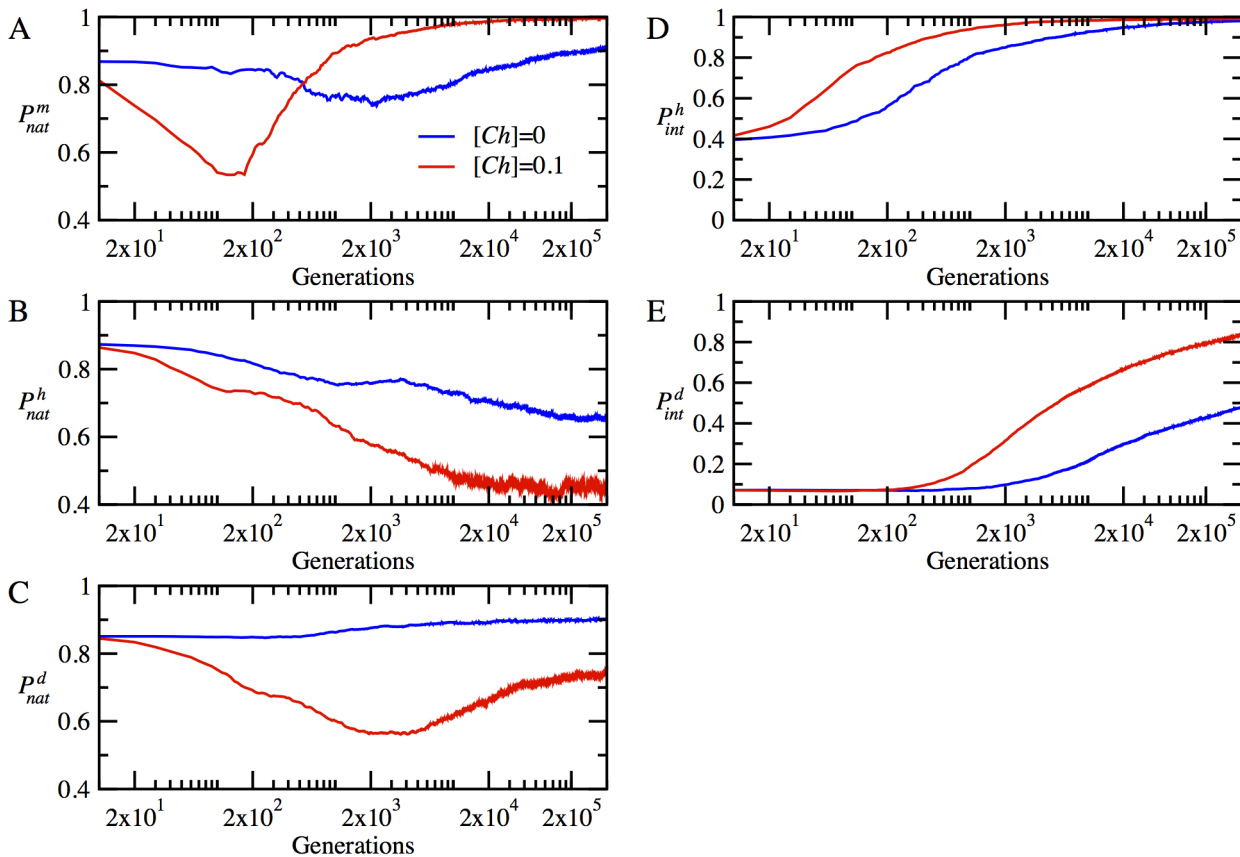 A
1
0.8
0.6
0.4
P^m_nat
[Ch]=0
[Ch]=0.1
2x10^1
2x10^2
2x10^3
2x10^4
2x10^5
Generations
B
1
0.8
0.6
0.4
P^h_nat
2x10^1
2x10^2
2x10^3
2x10^4
2x10^5
Generations
C
1
0.8
0.6
0.4
P^d_nat
2x10^1
2x10^2
2x10^3
2x10^4
2x10^5
Generations
D
1
0.8
0.6
0.4
0.2
0
P^h_int
2x10^1
2x10^2
2x10^3
2x10^4
2x10^5
Generations
E
1
0.8
0.6
0.4
0.2
0
P^d_int
2x10^1
2x10^2
2x10^3
2x10^4
2x10^5
Generations